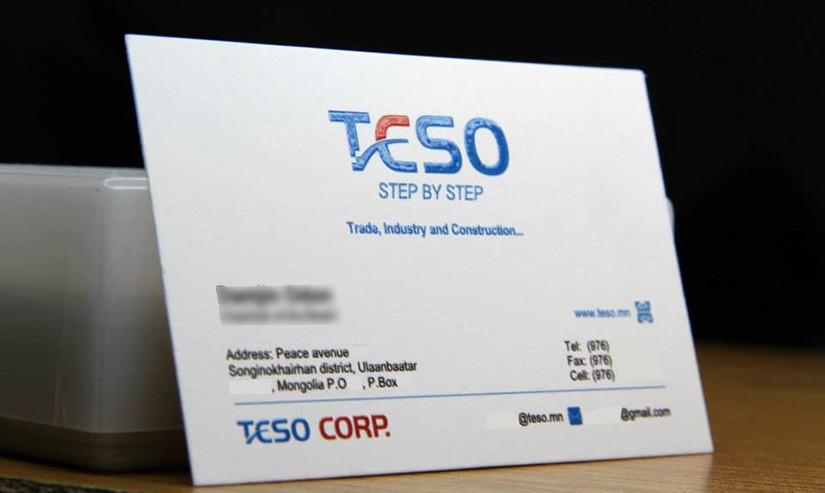 TESO
STEP BY STEP
Trade, Industry and Construction...
www.teso.mn
Address: Peace avenue
Songinokhairhan district, Ulaanbaatar
, Mongolia P.O , P.Box
Tel: (976)
Fax: (976)
Cell: (976)
TESO CORP.
@teso.mn
@gmail.com